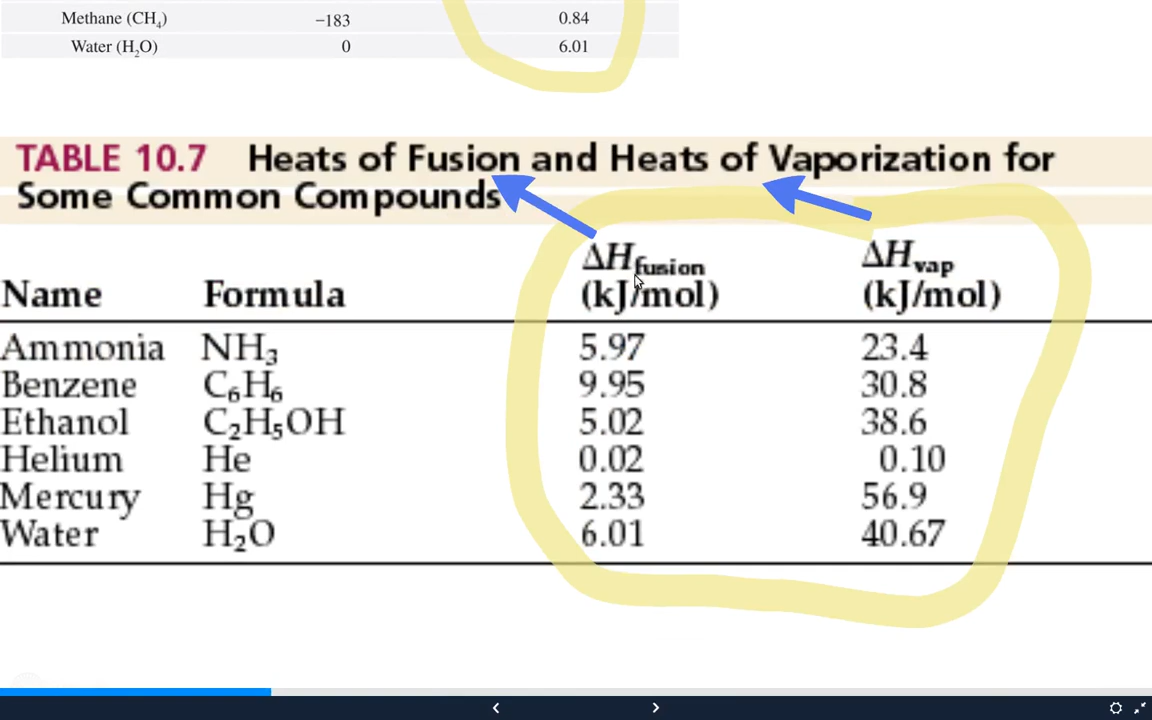 Methane (CH₄) −183 0.84
Water (H₂O) 0 6.01
TABLE 10.7 Heats of Fusion and Heats of Vaporization for
Some Common Compounds
ΔHfusion ΔHvap
Name Formula (kJ/mol) (kJ/mol)
Ammonia NH₃ 5.97 23.4
Benzene C₆H₆ 9.95 30.8
Ethanol C₂H₅OH 5.02 38.6
Helium He 0.02 0.10
Mercury Hg 2.33 56.9
Water H₂O 6.01 40.67